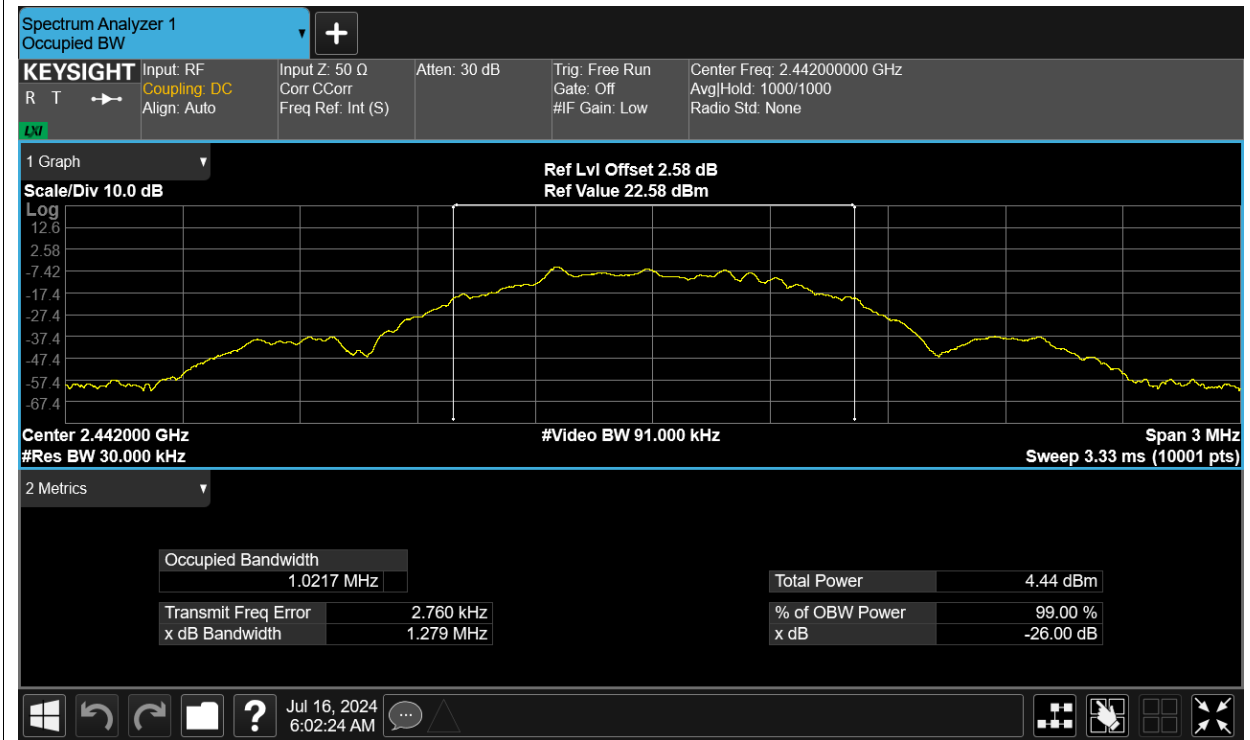 Spectrum Analyzer 1
Occupied BW
KEYSIGHT
R T
LXI
Input: RF
Coupling: DC
Align: Auto
Input Z: 50 Ω
Corr CCorr
Freq Ref: Int (S)
Atten: 30 dB
Trig: Free Run
Gate: Off
#IF Gain: Low
Center Freq: 2.442000000 GHz
Avg|Hold: 1000/1000
Radio Std: None
1 Graph
Scale/Div 10.0 dB
Ref Lvl Offset 2.58 dB
Ref Value 22.58 dBm
Log
12.6
2.58
-7.42
-17.4
-27.4
-37.4
-47.4
-57.4
-67.4
Center 2.442000 GHz
#Video BW 91.000 kHz
Span 3 MHz
#Res BW 30.000 kHz
Sweep 3.33 ms (10001 pts)
2 Metrics
Occupied Bandwidth
1.0217 MHz
Total Power 4.44 dBm
Transmit Freq Error 2.760 kHz
% of OBW Power 99.00 %
x dB Bandwidth 1.279 MHz
x dB -26.00 dB
?
Jul 16, 2024
6:02:24 AM